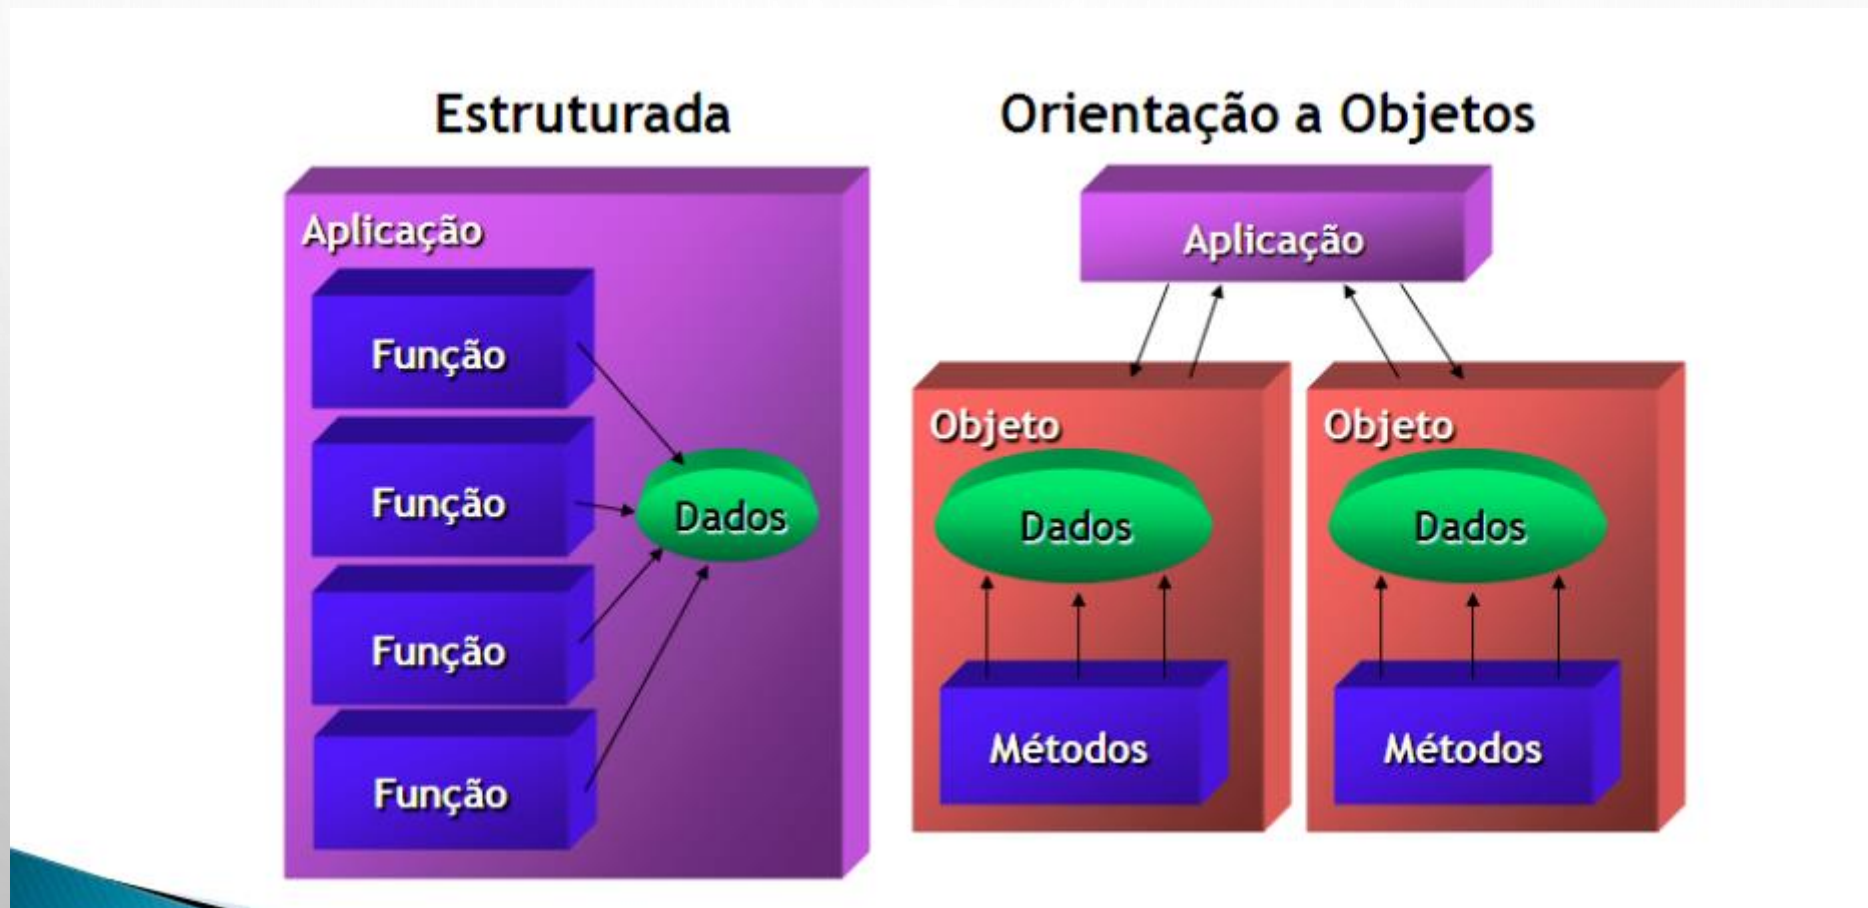 Estruturada
Aplicação
Função
Função
Função
Função
Dados
Orientação a Objetos
Aplicação
Objeto
Dados
Métodos
Objeto
Dados
Métodos